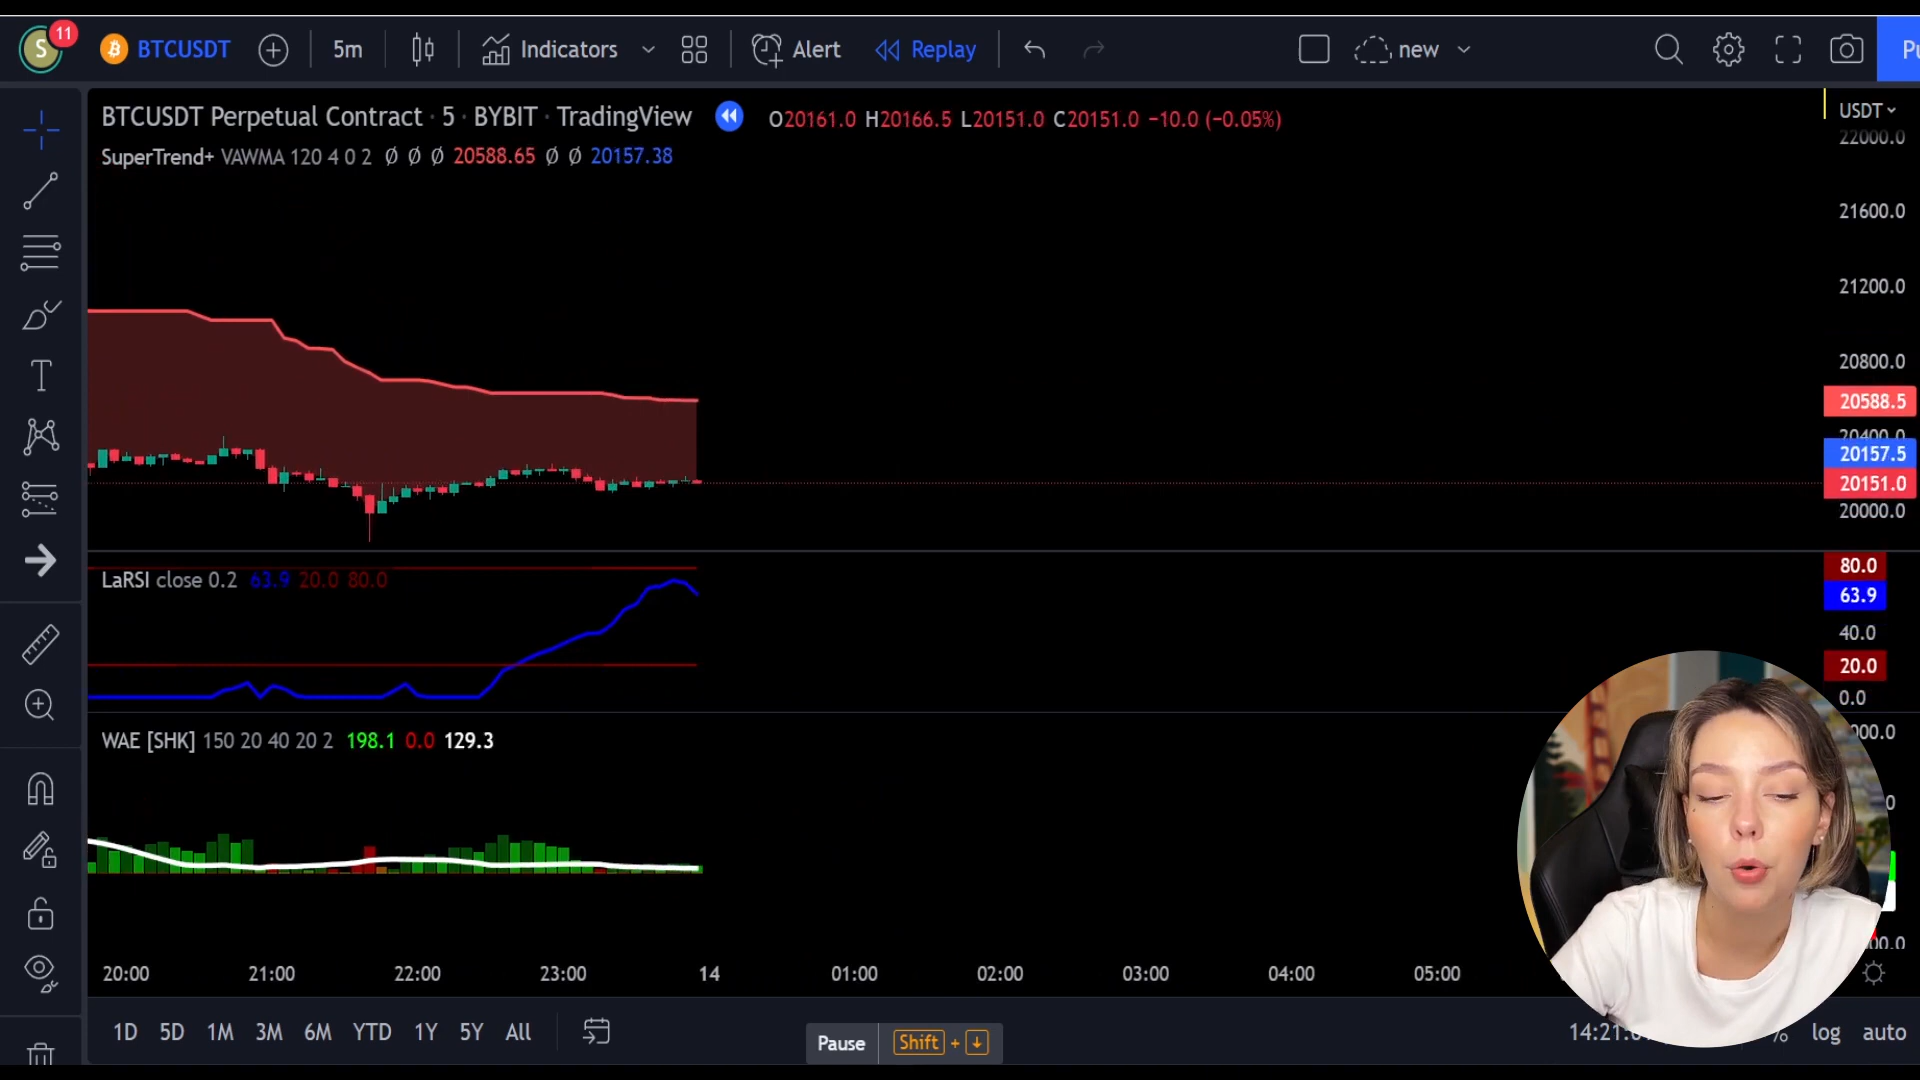 S 11 BTCUSDT 5m Indicators Alert Replay new Pu
BTCUSDT Perpetual Contract · 5 · BYBIT · TradingView O20161.0 H20166.5 L20151.0 C20151.0 −10.0 (−0.05%)
SuperTrend+ VAWMA 120 4 0 2 Ø Ø Ø 20588.65 Ø Ø 20157.38
USDT
22000.0
21600.0
21200.0
20800.0
20588.5
20400.0
20157.5
20151.0
20000.0
LaRSI close 0.2 63.9 20.0 80.0
80.0
63.9
40.0
20.0
0.0
WAE [SHK] 150 20 40 20 2 198.1 0.0 129.3
20:00 21:00 22:00 23:00 14 01:00 02:00 03:00 04:00 05:00
1D 5D 1M 3M 6M YTD 1Y 5Y All
Pause Shift + ↓
14:21: % log auto